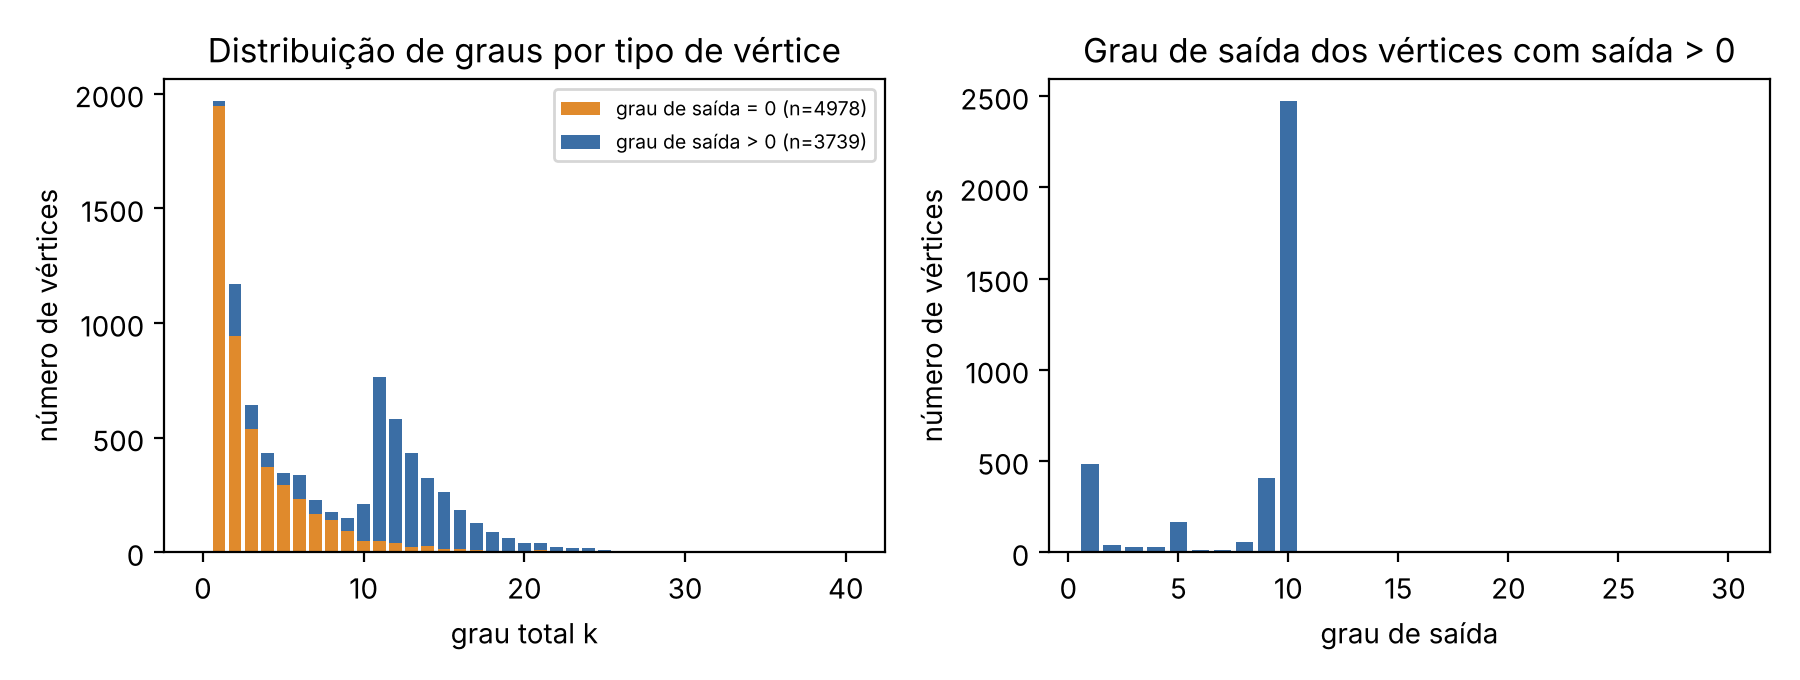 Distribuição de graus por tipo de vértice
número de vértices
2000
1500
1000
500
0
grau de saída = 0 (n=4978)
grau de saída > 0 (n=3739)
0 10 20 30 40
grau total k
Grau de saída dos vértices com saída > 0
número de vértices
2500
2000
1500
1000
500
0
0 5 10 15 20 25 30
grau de saída